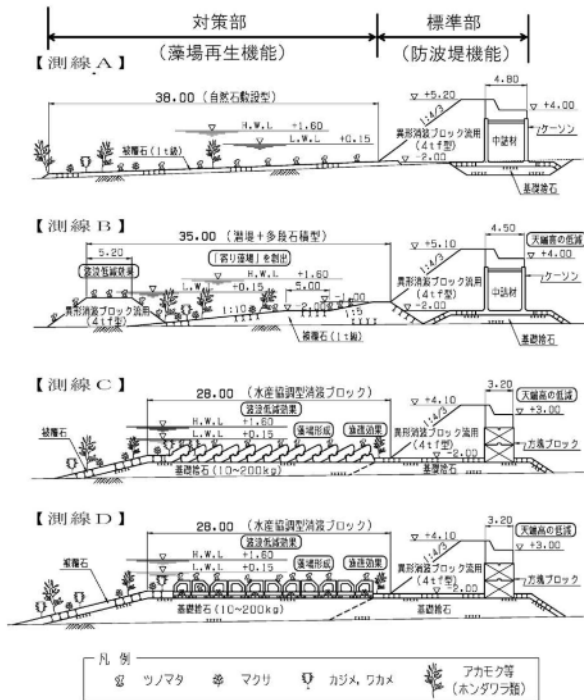 対策部 標準部
(藻場再生機能) (防波堤機能)
【測線A】
38.00 (自然石敷設型)
H.W.L +1.60
L.W.L +0.15
被覆石(1t級)
+5.20
1:4/3
異形消波ブロック流用
(4tf型)
-2.00
4.80
+4.00
中詰材
ケーソン
基礎捨石
【測線B】
35.00 (潜堤+多段石積型)
5.20
波浪低減効果
「寄り藻場」を創出
H.W.L +1.60
L.W.L +0.15
5.00
-1.00
-2.00
1:10
1:5
異形消波ブロック流用
(4tf型)
被覆石(1t級)
+5.10
1:4/3
異形消波ブロック流用
(4tf型)
-2.00
4.50
天端高の低減
+4.00
中詰材
ケーソン
基礎捨石
【測線C】
28.00 (水産協調型消波ブロック)
波浪低減効果
H.W.L +1.60
L.W.L +0.15
藻場形成
被覆石
基礎捨石(10~200kg)
+4.10
1:4/3
異形消波ブロック流用
(4tf型)
-2.00
3.20
天端高の低減
+3.00
方塊ブロック
基礎捨石
【測線D】
28.00 (水産協調型消波ブロック)
波浪低減効果
H.W.L +1.60
L.W.L +0.15
藻場形成
被覆石
基礎捨石(10~200kg)
+4.10
1:4/3
異形消波ブロック流用
(4tf型)
-2.00
3.20
天端高の低減
+3.00
方塊ブロック
基礎捨石
凡例
ツノマタ マクサ カジメ,ワカメ アカモク等
(ホンダワラ類)